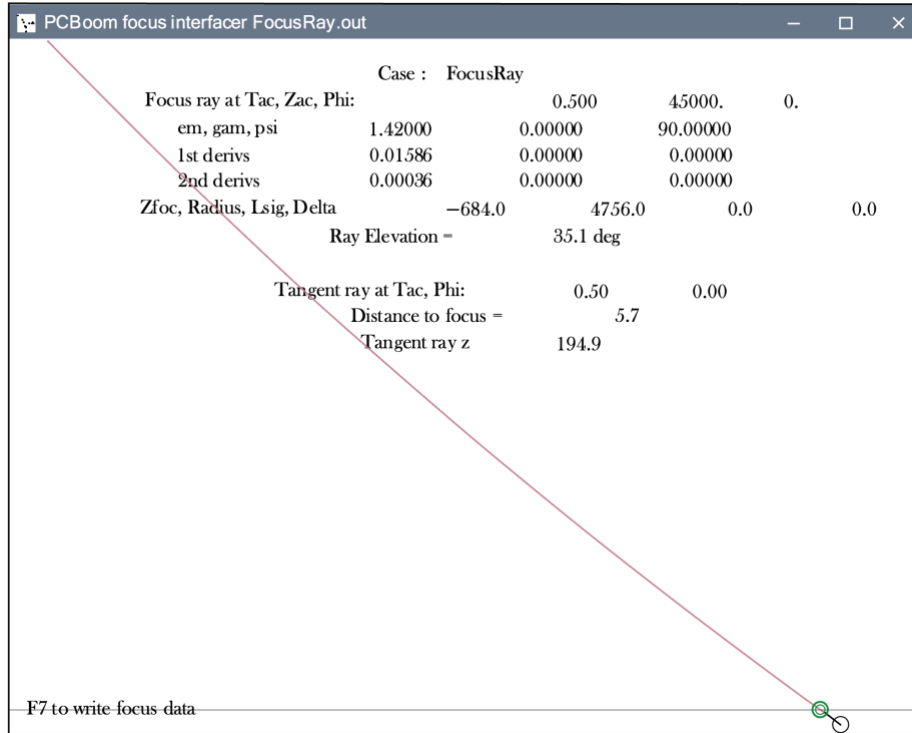 PCBoom focus interfacer FocusRay.out
Case : FocusRay
Focus ray at Tac, Zac, Phi: 0.500 45000. 0.
em, gam, psi 1.42000 0.00000 90.00000
1st derivs 0.01586 0.00000 0.00000
2nd derivs 0.00036 0.00000 0.00000
Zfoc, Radius, Lsig, Delta −684.0 4756.0 0.0 0.0
Ray Elevation = 35.1 deg
Tangent ray at Tac, Phi: 0.50 0.00
Distance to focus = 5.7
Tangent ray z 194.9
F7 to write focus data